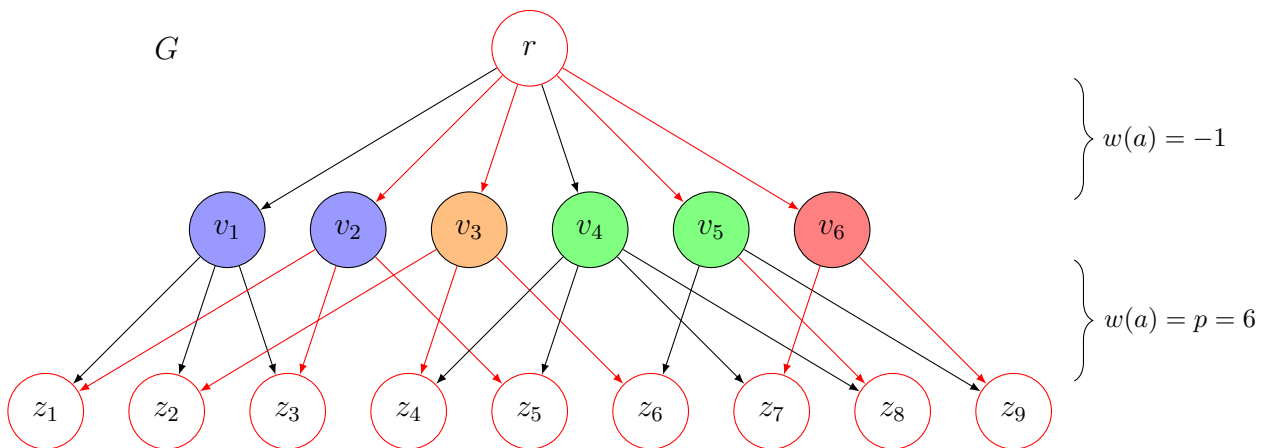 G
r
w(a) = −1
v₁ v₂ v₃ v₄ v₅ v₆
w(a) = p = 6
z₁ z₂ z₃ z₄ z₅ z₆ z₇ z₈ z₉